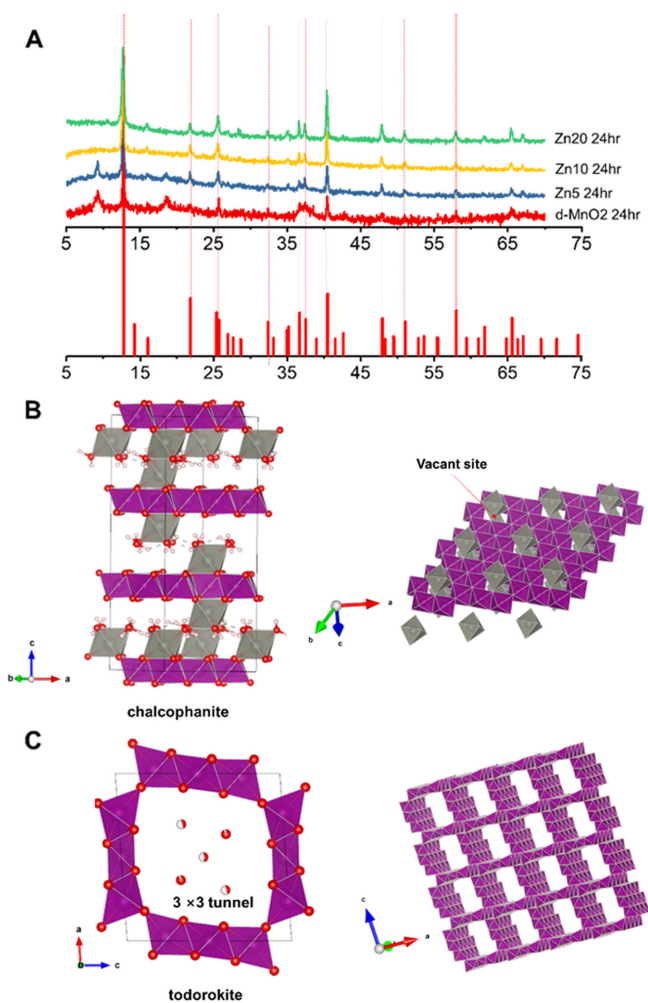 A
Zn20 24hr
Zn10 24hr
Zn5 24hr
d-MnO2 24hr
5 15 25 35 45 55 65 75
5 15 25 35 45 55 65 75
B
Vacant site
a
b
c
c
b
a
chalcophanite
C
3 ×3 tunnel
a
b
c
c
b
a
todorokite